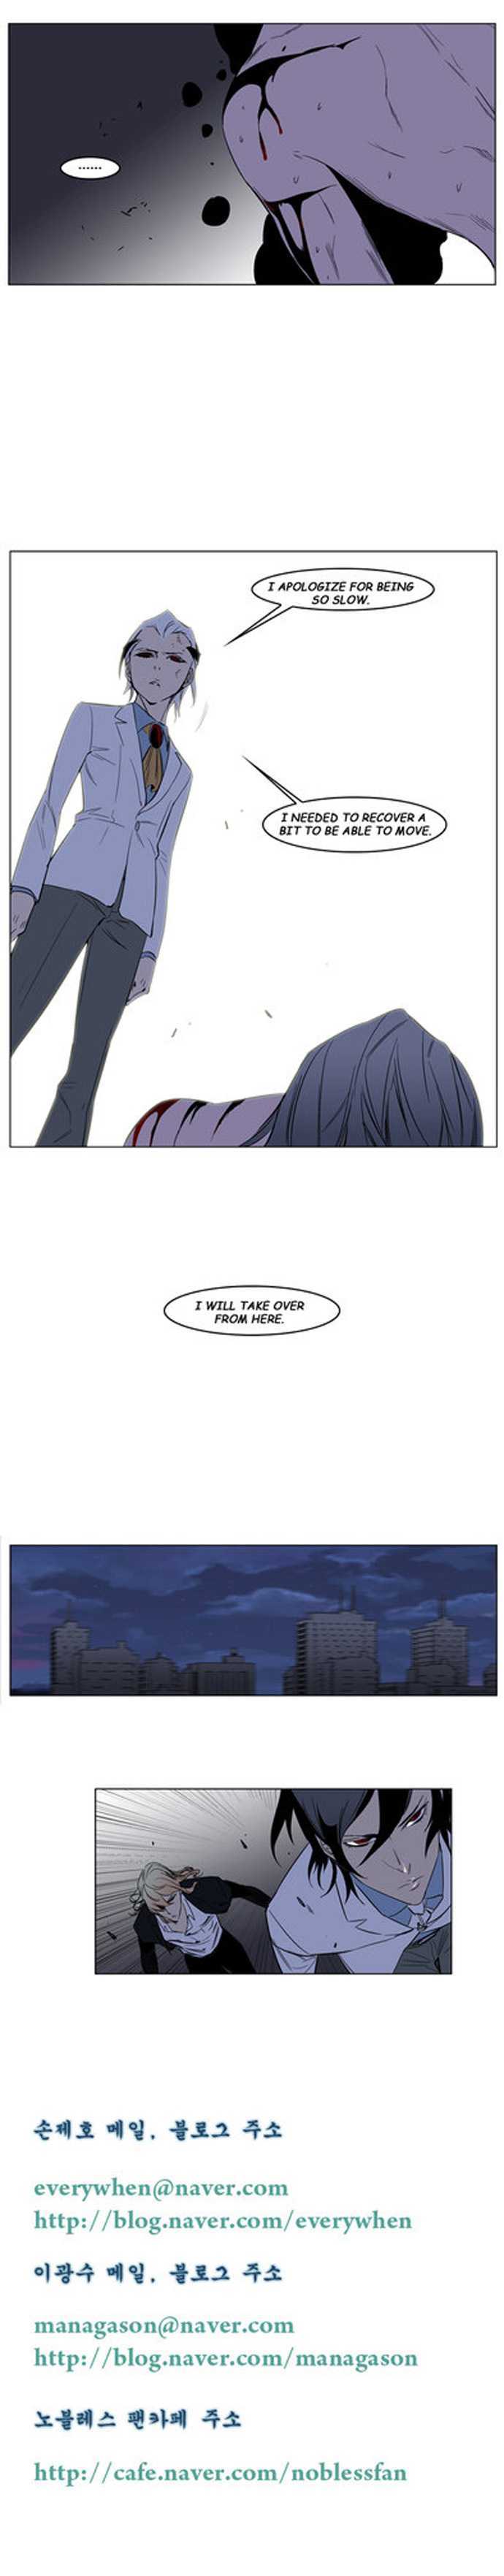 ......
I APOLOGIZE FOR BEING
SO SLOW.
I NEEDED TO RECOVER A
BIT TO BE ABLE TO MOVE.
I WILL TAKE OVER
FROM HERE.
손제호 메일, 블로그 주소
everywhen@naver.com
http://blog.naver.com/everywhen
이광수 메일, 블로그 주소
managason@naver.com
http://blog.naver.com/managason
노블레스 팬카페 주소
http://cafe.naver.com/noblessfan